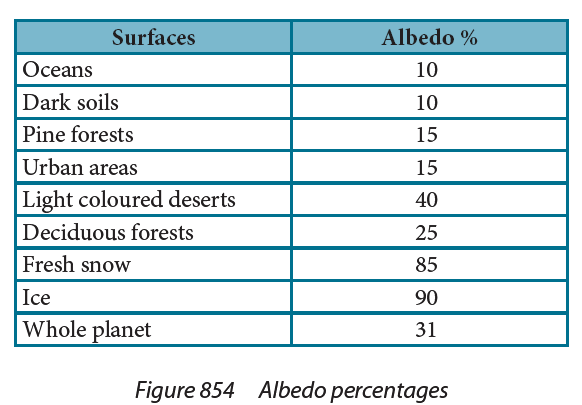 Surfaces Albedo %
Oceans 10
Dark soils 10
Pine forests 15
Urban areas 15
Light coloured deserts 40
Deciduous forests 25
Fresh snow 85
Ice 90
Whole planet 31
Figure 854 Albedo percentages